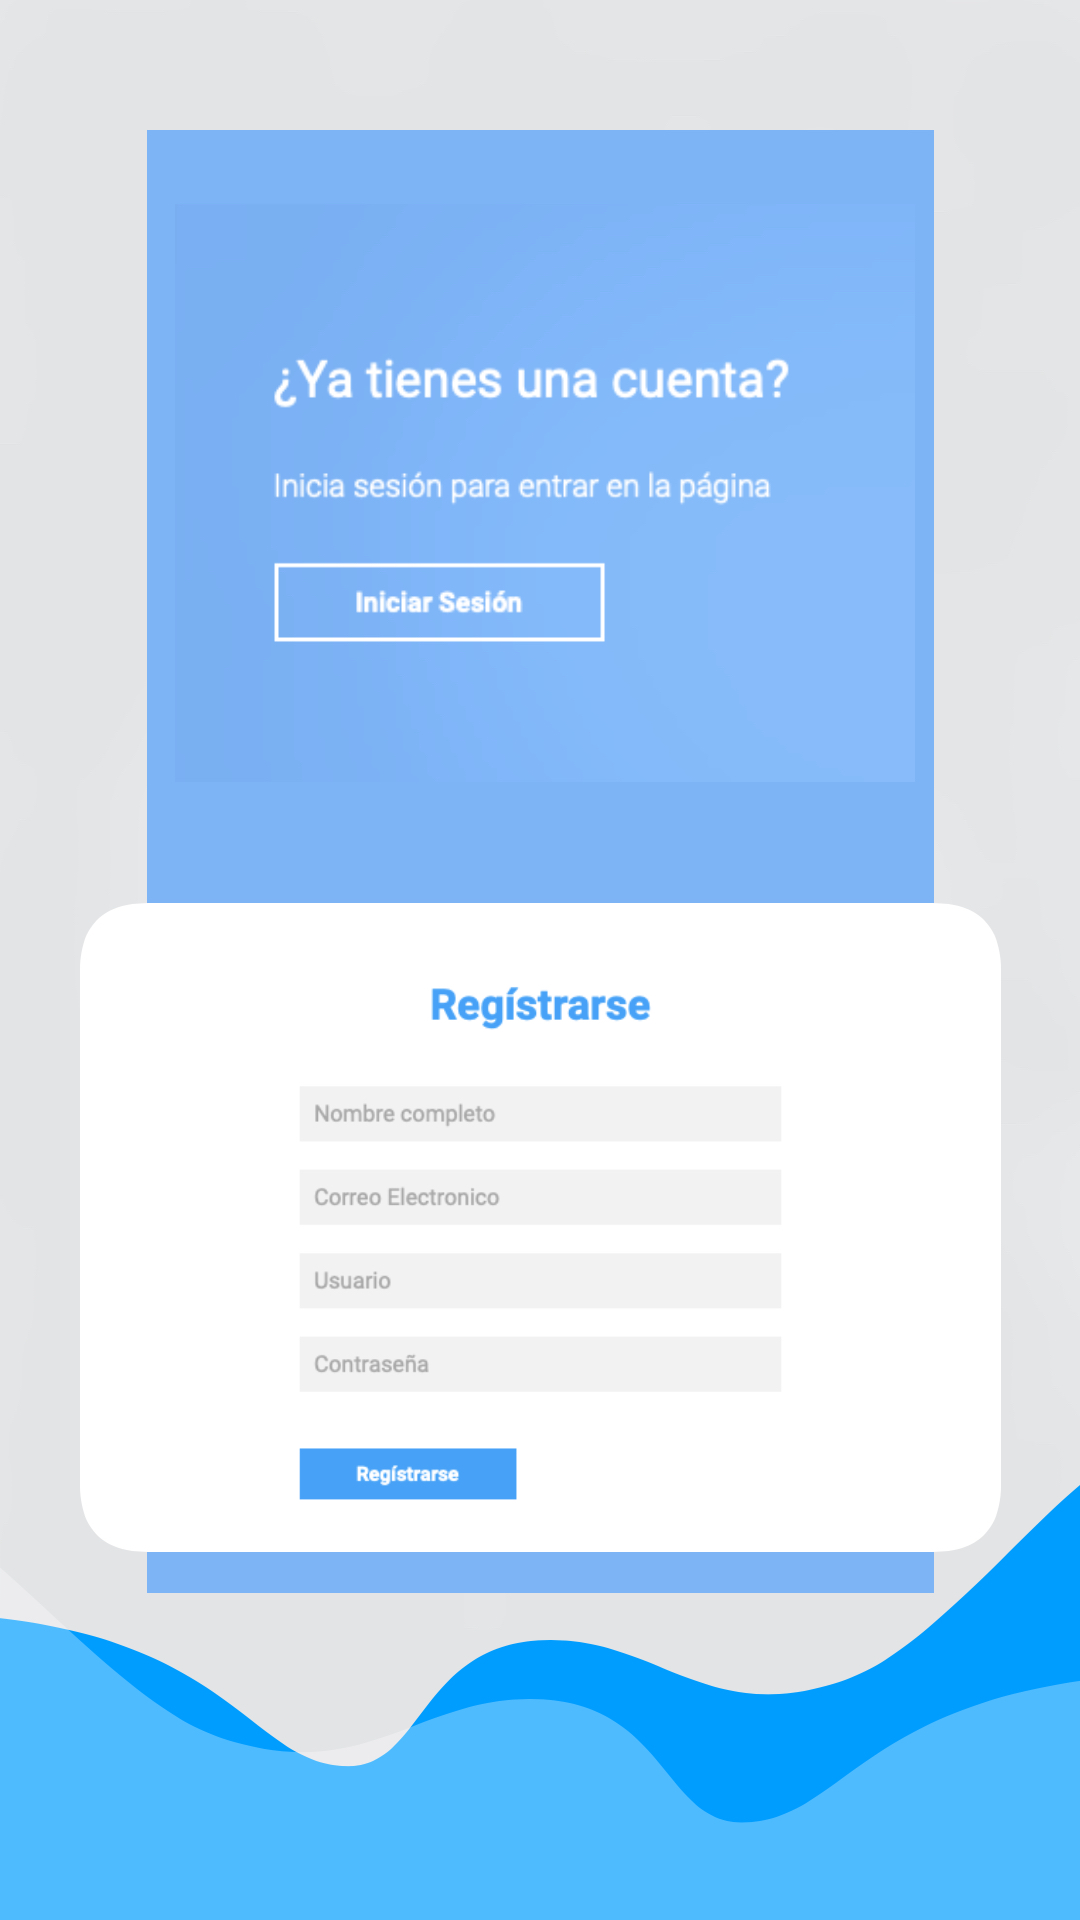 ¿Ya tienes una cuenta?
Inicia sesión para entrar en la página
Iniciar Sesión
Regístrarse
Nombre completo
Correo Electronico
Usuario
Contraseña
Regístrarse